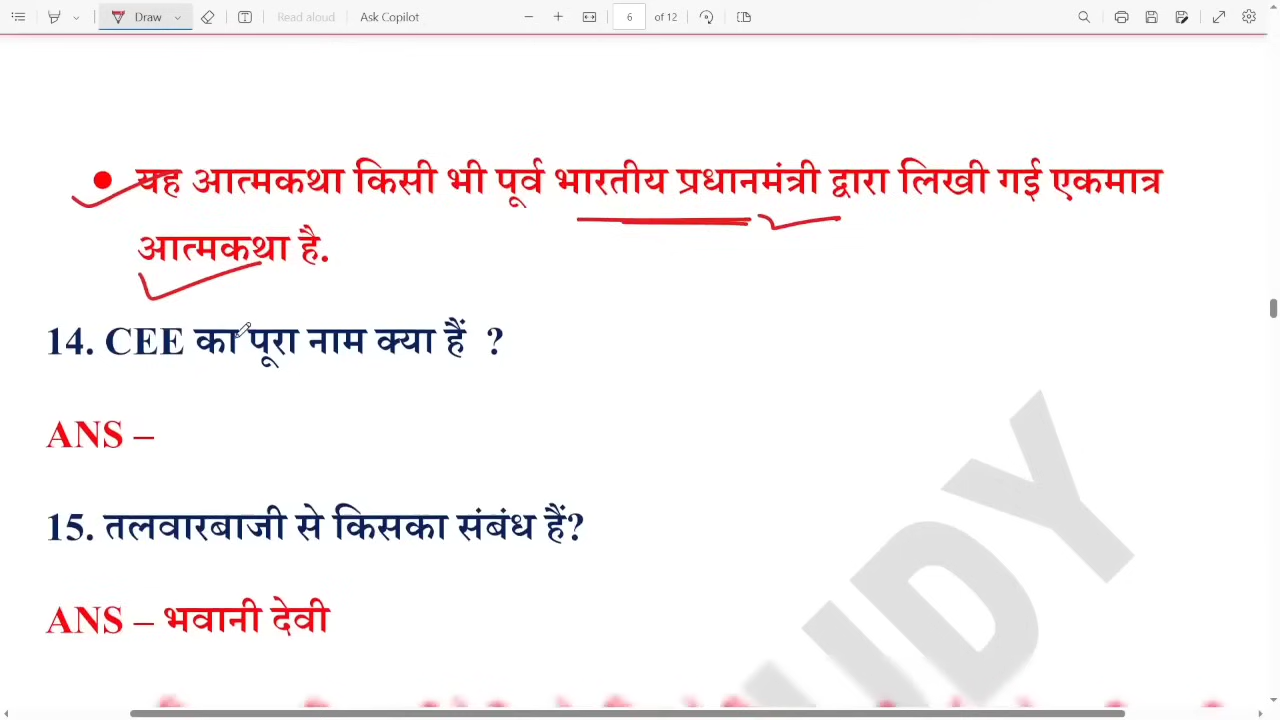 Draw
Read aloud
Ask Copilot
6
of 12
यह आत्मकथा किसी भी पूर्व भारतीय प्रधानमंत्री द्वारा लिखी गई एकमात्र
आत्मकथा है.
14. CEE का पूरा नाम क्या हैं ?
ANS –
15. तलवारबाजी से किसका संबंध हैं?
ANS – भवानी देवी
UDY